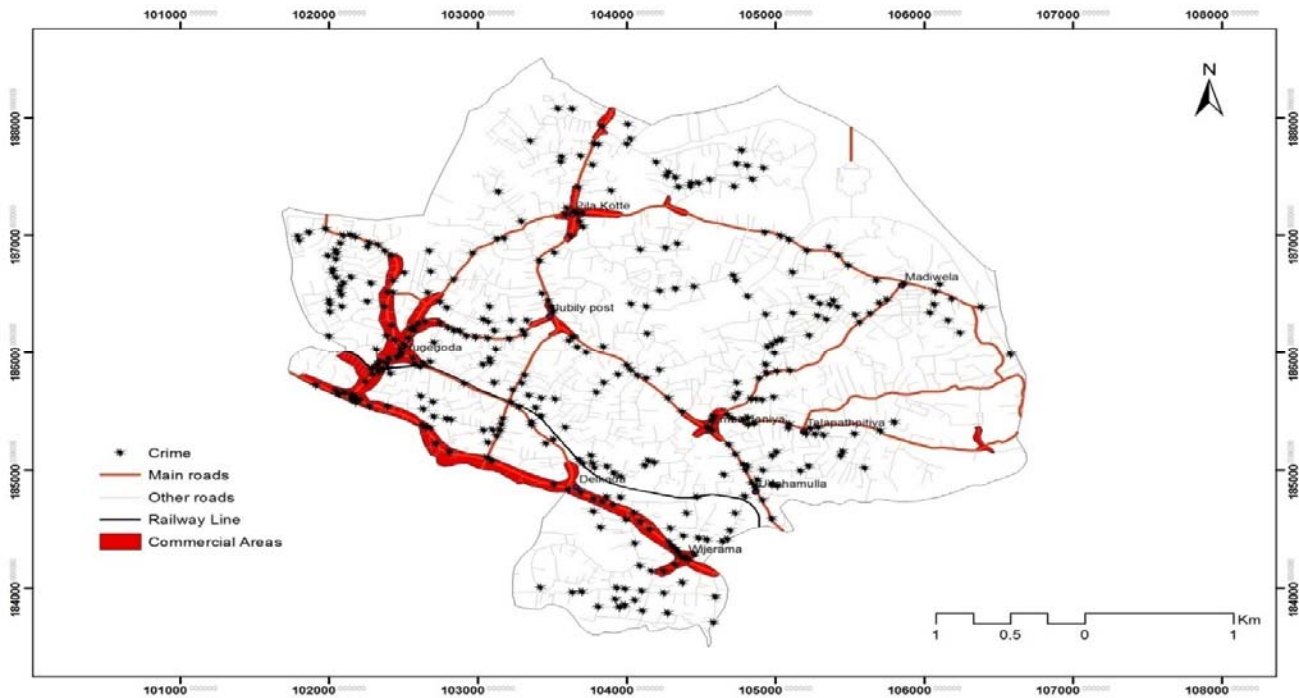 101000 102000 103000 104000 105000 106000 107000 108000
N
188000 188000
Pita Kotte
187000 187000
Madiwela
Jubily post
186000 186000
Nugegoda
Talapathpitiya
Crime
Main roads
185000 185000
Delkada
Udahamulla
Other roads
Railway Line
Commercial Areas
Wijerama
184000 184000
Km
1 0.5 0 1
101000 102000 103000 104000 105000 106000 107000 108000